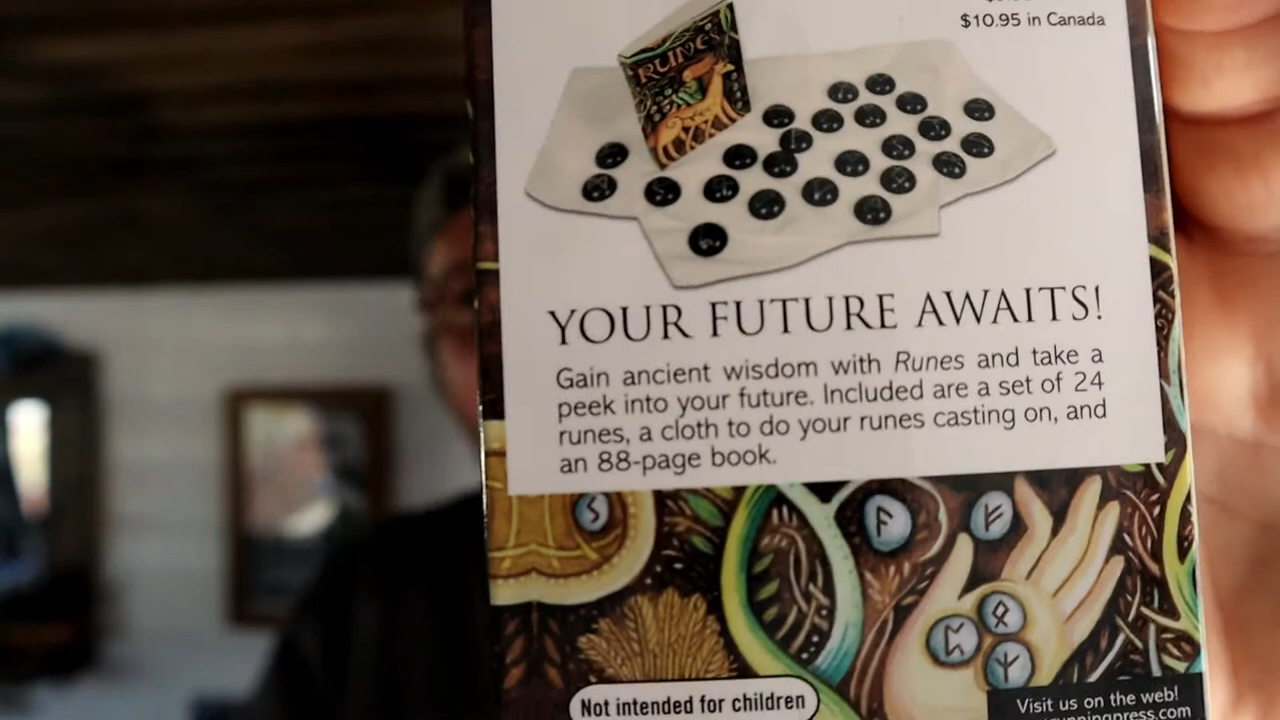 $10.95 in Canada
RUNES
YOUR FUTURE AWAITS!
Gain ancient wisdom with Runes and take a
peek into your future. Included are a set of 24
runes, a cloth to do your runes casting on, and
an 88-page book.
Not intended for children
Visit us on the web!
runningpress.com